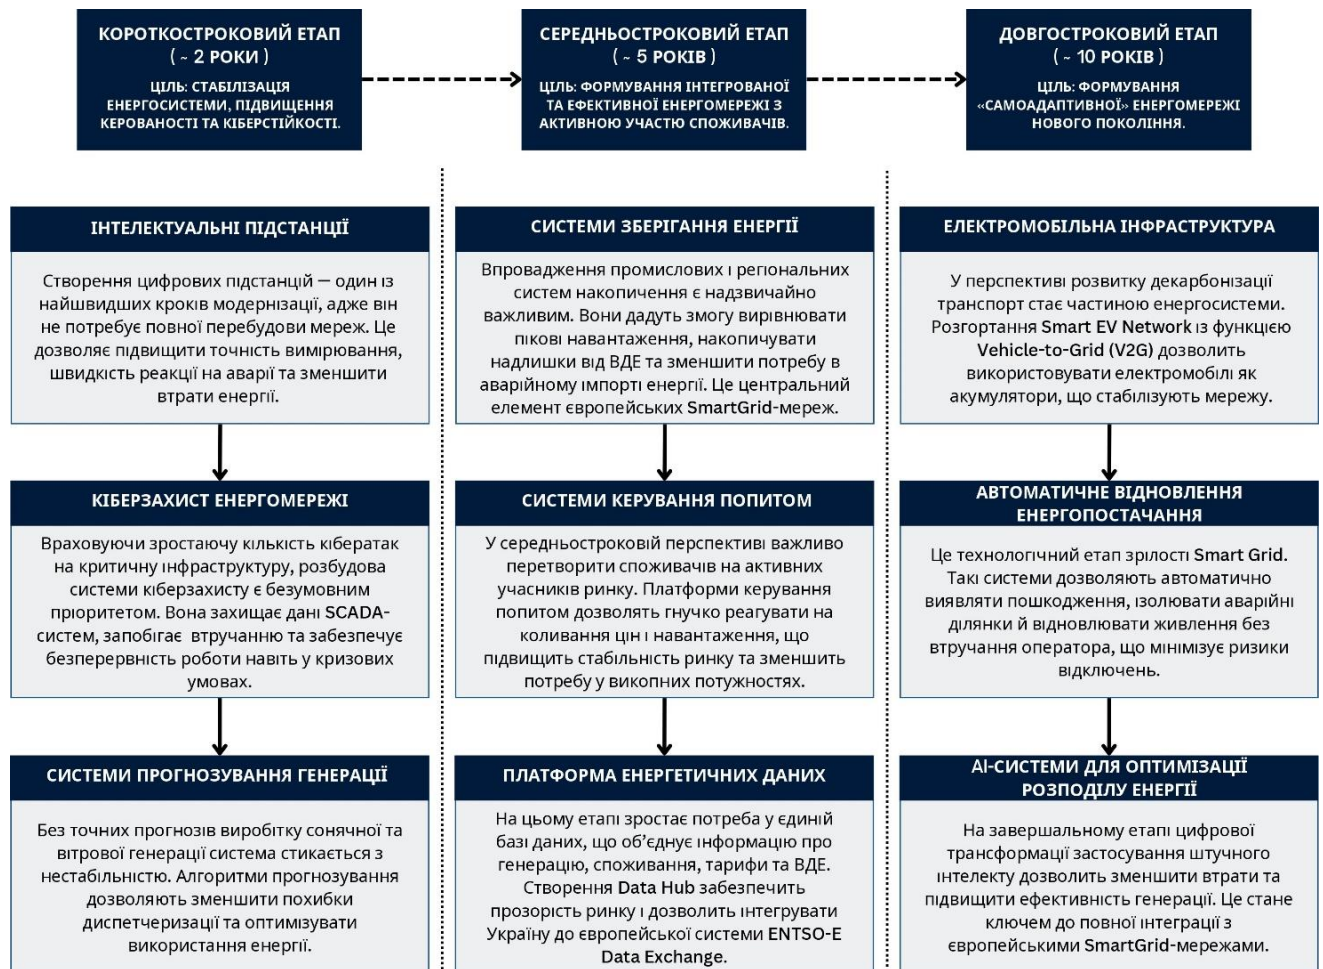 КОРОТКОСТРОКОВИЙ ЕТАП
( ~ 2 РОКИ )
ЦІЛЬ: СТАБІЛІЗАЦІЯ
ЕНЕРГОСИСТЕМИ, ПІДВИЩЕННЯ
КЕРОВАНОСТІ ТА КІБЕРСТІЙКОСТІ.
СЕРЕДНЬОСТРОКОВИЙ ЕТАП
( ~ 5 РОКІВ )
ЦІЛЬ: ФОРМУВАННЯ ІНТЕГРОВАНОЇ
ТА ЕФЕКТИВНОЇ ЕНЕРГОМЕРЕЖІ З
АКТИВНОЮ УЧАСТЮ СПОЖИВАЧІВ.
ДОВГОСТРОКОВИЙ ЕТАП
( ~ 10 РОКІВ )
ЦІЛЬ: ФОРМУВАННЯ
«САМОАДАПТИВНОЇ» ЕНЕРГОМЕРЕЖІ
НОВОГО ПОКОЛІННЯ.
ІНТЕЛЕКТУАЛЬНІ ПІДСТАНЦІЇ
Створення цифрових підстанцій — один із
найшвидших кроків модернізації, адже він
не потребує повної перебудови мереж. Це
дозволяє підвищити точність вимірювання,
швидкість реакції на аварії та зменшити
втрати енергії.
КІБЕРЗАХИСТ ЕНЕРГОМЕРЕЖІ
Враховуючи зростаючу кількість кібератак
на критичну інфраструктуру, розбудова
системи кіберзахисту є безумовним
пріоритетом. Вона захищає дані SCADA-
систем, запобігає втручанню та забезпечує
безперервність роботи навіть у кризових
умовах.
СИСТЕМИ ПРОГНОЗУВАННЯ ГЕНЕРАЦІЇ
Без точних прогнозів виробітку сонячної та
вітрової генерації система стикається з
нестабільністю. Алгоритми прогнозування
дозволяють зменшити похибки
диспетчеризації та оптимізувати
використання енергії.
СИСТЕМИ ЗБЕРІГАННЯ ЕНЕРГІЇ
Впровадження промислових і регіональних
систем накопичення є надзвичайно
важливим. Вони дадуть змогу вирівнювати
пікові навантаження, накопичувати
надлишки від ВДЕ та зменшити потребу в
аварійному імпорті енергії. Це центральний
елемент європейських SmartGrid-мереж.
СИСТЕМИ КЕРУВАННЯ ПОПИТОМ
У середньостроковій перспективі важливо
перетворити споживачів на активних
учасників ринку. Платформи керування
попитом дозволять гнучко реагувати на
коливання цін і навантаження, що
підвищить стабільність ринку та зменшить
потребу у викопних потужностях.
ПЛАТФОРМА ЕНЕРГЕТИЧНИХ ДАНИХ
На цьому етапі зростає потреба у єдиній
базі даних, що об’єднує інформацію про
генерацію, споживання, тарифи та ВДЕ.
Створення Data Hub забезпечить
прозорість ринку і дозволить інтегрувати
Україну до європейської системи ENTSO-E
Data Exchange.
ЕЛЕКТРОМОБІЛЬНА ІНФРАСТРУКТУРА
У перспективі розвитку декарбонізації
транспорт стає частиною енергосистеми.
Розгортання Smart EV Network із функцією
Vehicle-to-Grid (V2G) дозволить
використовувати електромобілі як
акумулятори, що стабілізують мережу.
АВТОМАТИЧНЕ ВІДНОВЛЕННЯ
ЕНЕРГОПОСТАЧАННЯ
Це технологічний етап зрілості Smart Grid.
Такі системи дозволяють автоматично
виявляти пошкодження, ізолювати аварійні
ділянки й відновлювати живлення без
втручання оператора, що мінімізує ризики
відключень.
AI-СИСТЕМИ ДЛЯ ОПТИМІЗАЦІЇ
РОЗПОДІЛУ ЕНЕРГІЇ
На завершальному етапі цифрової
трансформації застосування штучного
інтелекту дозволить зменшити втрати та
підвищити ефективність генерації. Це стане
ключем до повної інтеграції з
європейськими SmartGrid-мережами.